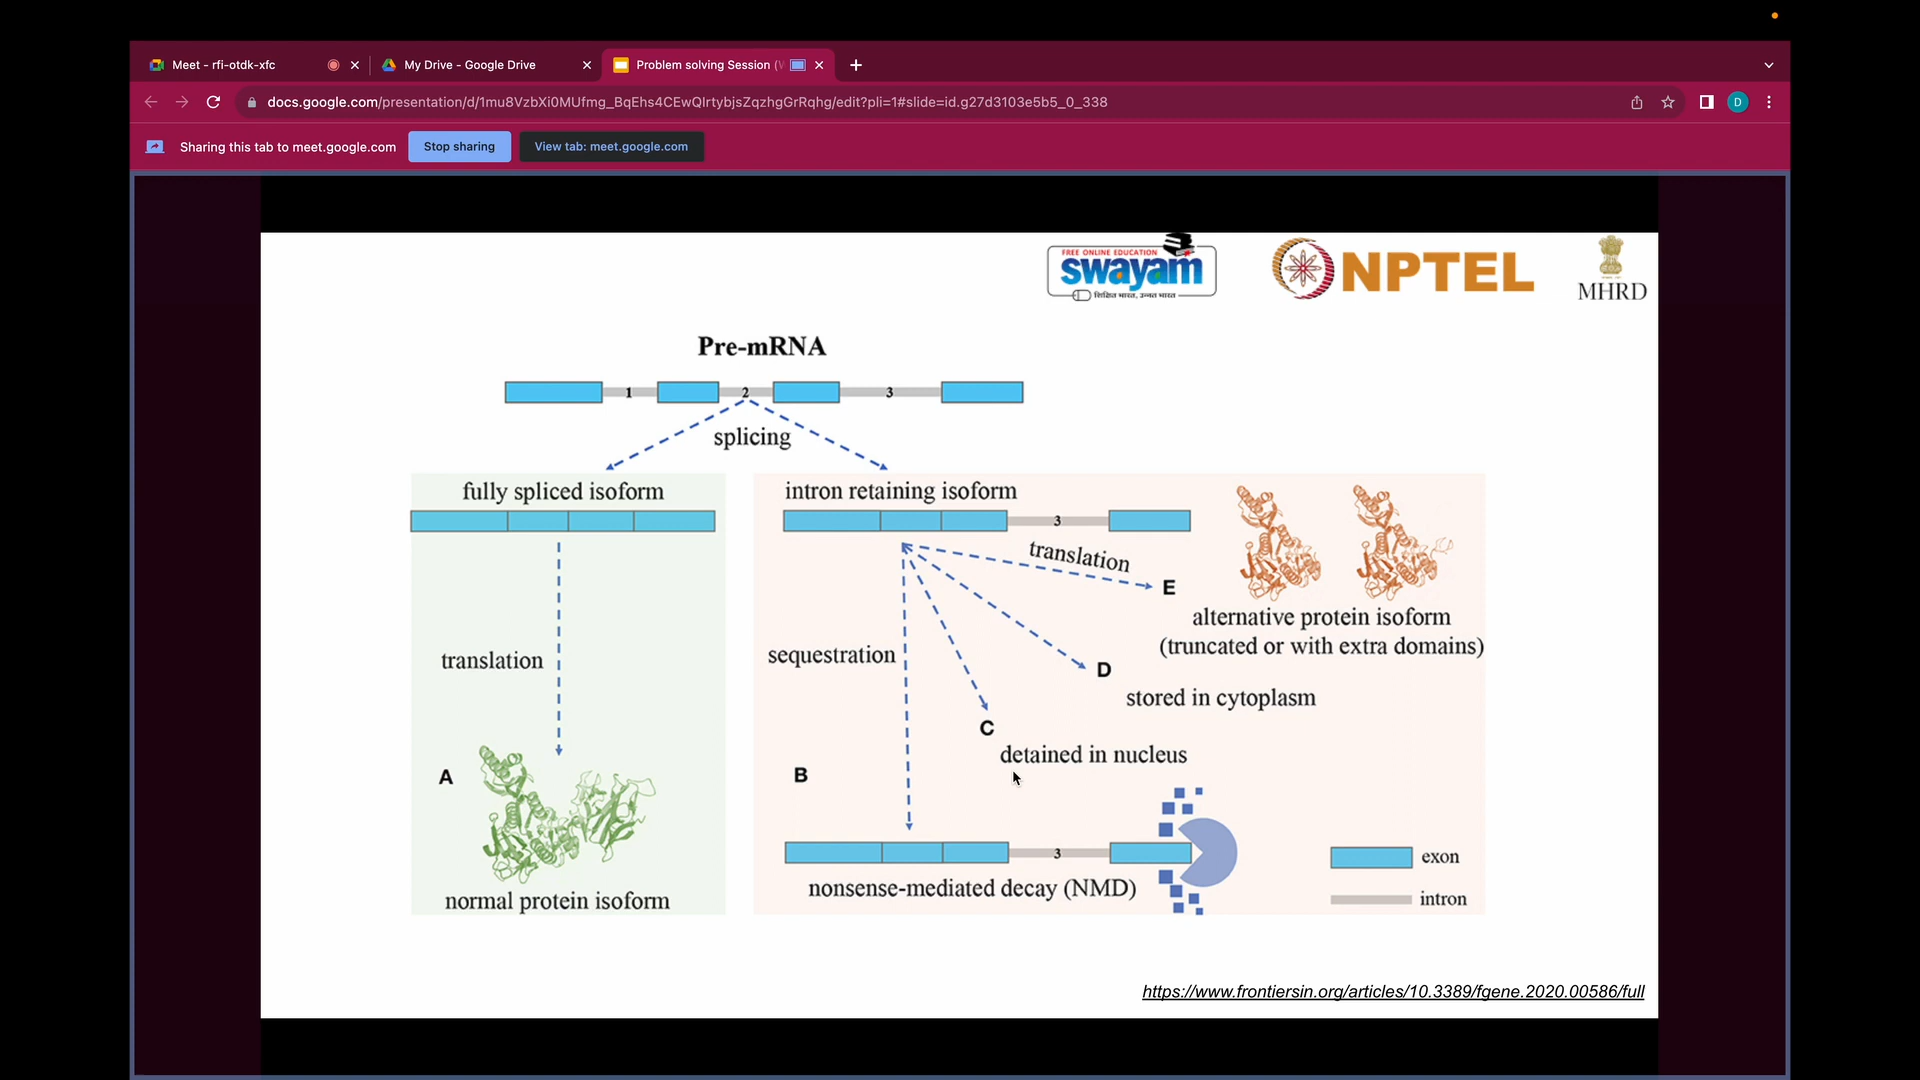 Meet - rfi-otdk-xfc
My Drive - Google Drive
Problem solving Session (
docs.google.com/presentation/d/1mu8VzbXi0MUfmg_BqEhs4CEwQIrtybjsZqzhgGrRqhg/edit?pli=1#slide=id.g27d3103e5b5_0_338
D
Sharing this tab to meet.google.com
Stop sharing
View tab: meet.google.com
FREE ONLINE EDUCATION
swayam
शिक्षित भारत, उन्नत भारत
NPTEL
MHRD
Pre-mRNA
1
2
3
splicing
fully spliced isoform
intron retaining isoform
3
translation
E
alternative protein isoform
(truncated or with extra domains)
translation
sequestration
D
stored in cytoplasm
C
detained in nucleus
A
B
3
nonsense-mediated decay (NMD)
normal protein isoform
exon
intron
https://www.frontiersin.org/articles/10.3389/fgene.2020.00586/full